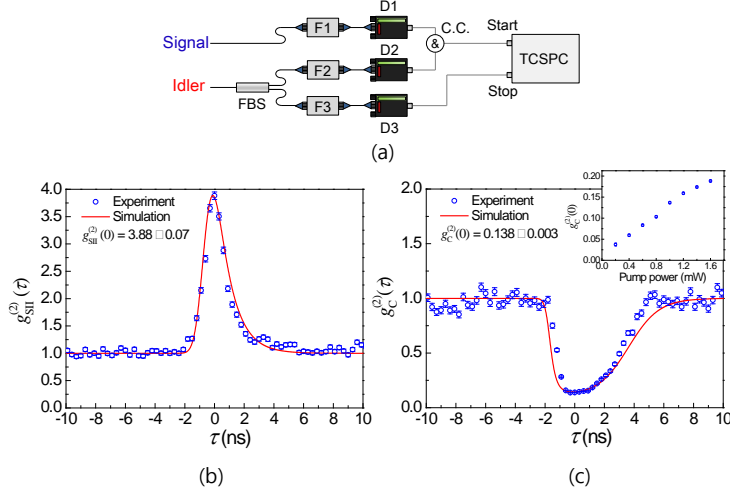 D1
Signal
F1
C.C.
Start
D2
&
TCSPC
F2
Idler
FBS
F3
Stop
D3
(a)
4.0
3.5
3.0
2.5
2.0
1.5
1.0
0.5
0.0
g_SII^(2)(τ)
Experiment
Simulation
g_SII^(2)(0) = 3.88□0.07
-10 -8 -6 -4 -2 0 2 4 6 8 10
τ(ns)
(b)
2.0
1.5
1.0
0.5
0.0
g_C^(2)(τ)
Experiment
Simulation
g_C^(2)(0) = 0.138□0.003
0.20
0.15
0.10
0.05
0.00
g_C^(2)(0)
0.0 0.4 0.8 1.2 1.6
Pump power (mW)
-10 -8 -6 -4 -2 0 2 4 6 8 10
τ(ns)
(c)